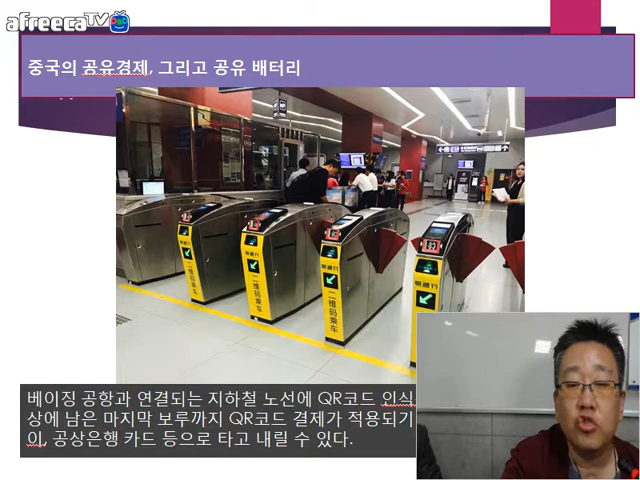 afreecaTV
중국의 공유경제, 그리고 공유 배터리
二维码乘车
二维码乘车
二维码乘车
易通行
베이징 공항과 연결되는 지하철 노선에 QR코드 인식
상에 남은 마지막 보루까지 QR코드 결제가 적용되기
이, 공상은행 카드 등으로 타고 내릴 수 있다.